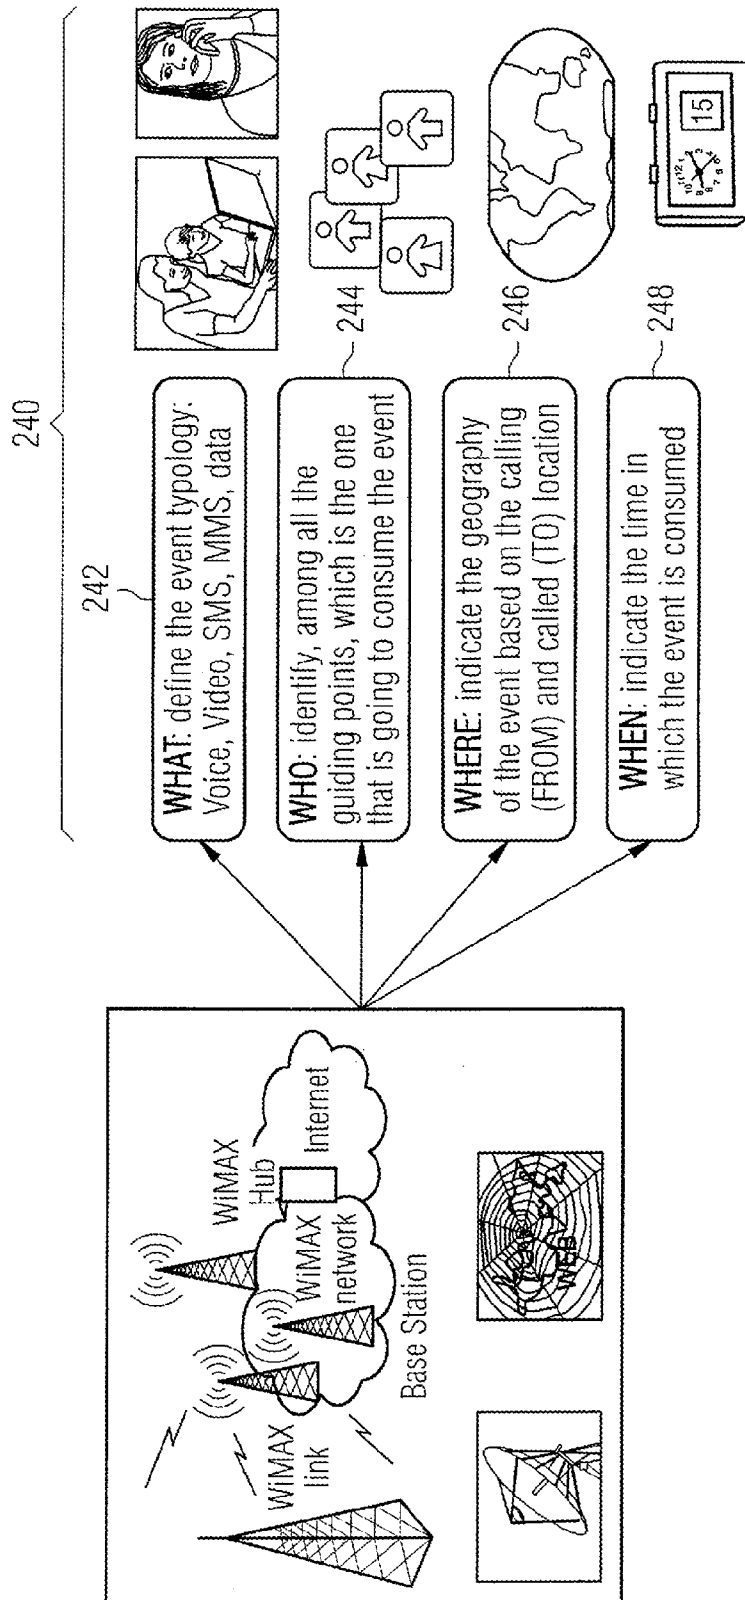 240
242
WHAT: define the event typology:
Voice, Video, SMS, MMS, data
244
WHO: identify, among all the
guiding points, which is the one
that is going to consume the event
246
WHERE: indicate the geography
of the event based on the calling
(FROM) and called (TO) location
248
WHEN: indicate the time in
which the event is consumed
15
WiMAX
Hub
Internet
WiMAX
network
Base Station
WiMAX
link
WEB